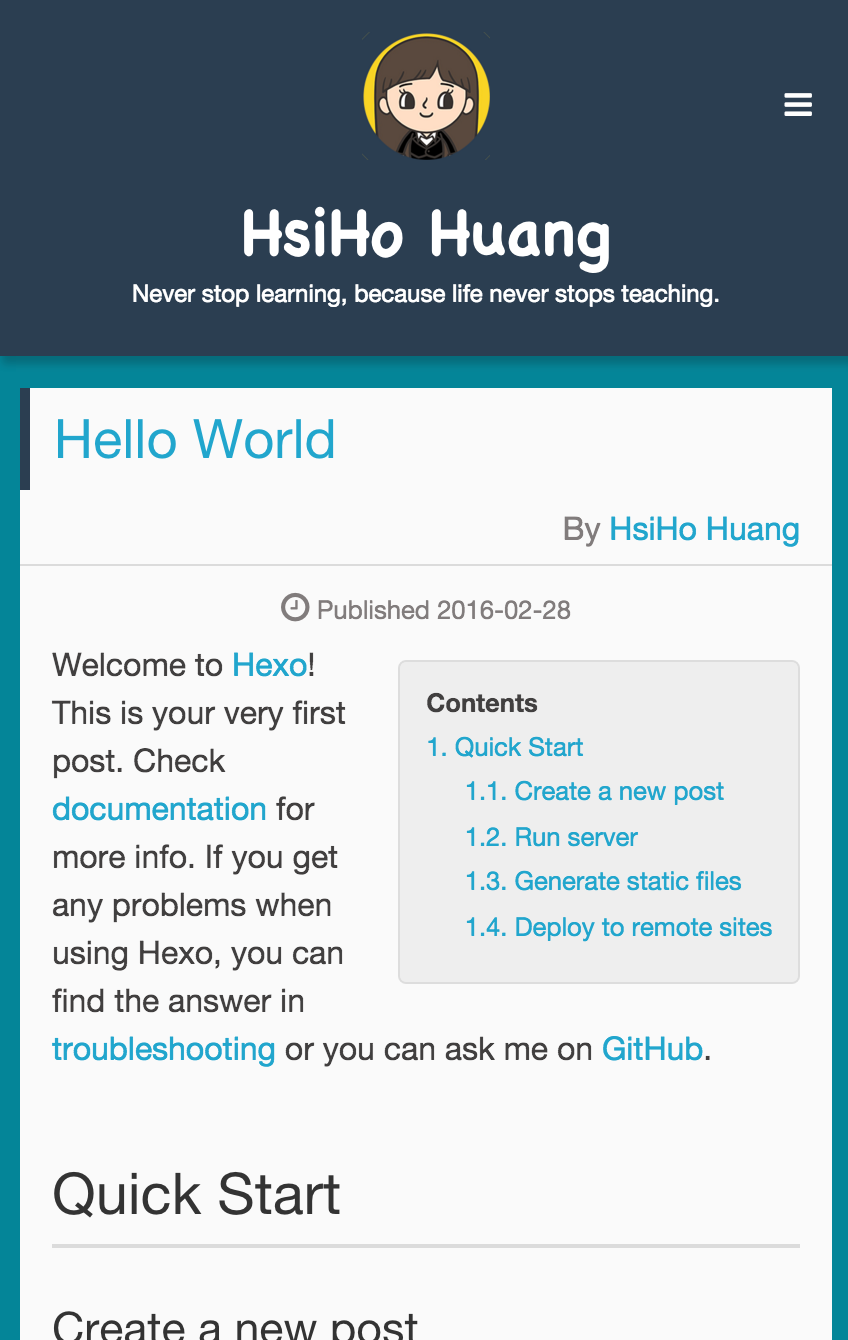 HsiHo Huang
Never stop learning, because life never stops teaching.
Hello World
By HsiHo Huang
Published 2016-02-28
Welcome to Hexo!
This is your very first
post. Check
documentation for
more info. If you get
any problems when
using Hexo, you can
find the answer in
troubleshooting or you can ask me on GitHub.
Contents
1. Quick Start
1.1. Create a new post
1.2. Run server
1.3. Generate static files
1.4. Deploy to remote sites
Quick Start
Create a new post